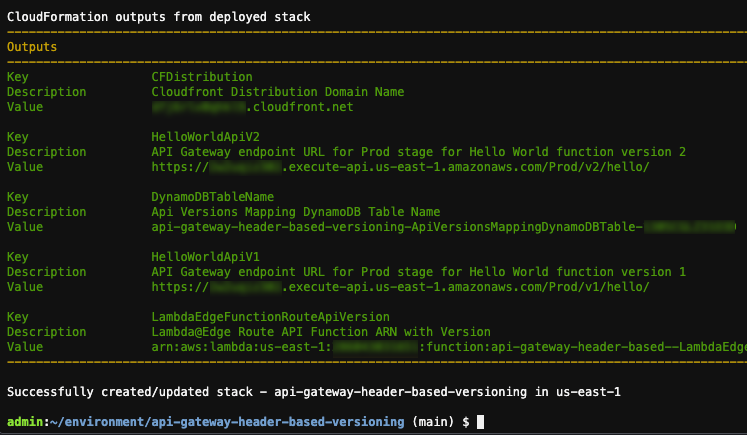 CloudFormation outputs from deployed stack
Outputs
Key CFDistribution
Description Cloudfront Distribution Domain Name
Value .cloudfront.net
Key HelloWorldApiV2
Description API Gateway endpoint URL for Prod stage for Hello World function version 2
Value https:// .execute-api.us-east-1.amazonaws.com/Prod/v2/hello/
Key DynamoDBTableName
Description Api Versions Mapping DynamoDB Table Name
Value api-gateway-header-based-versioning-ApiVersionsMappingDynamoDBTable-
Key HelloWorldApiV1
Description API Gateway endpoint URL for Prod stage for Hello World function version 1
Value https:// .execute-api.us-east-1.amazonaws.com/Prod/v1/hello/
Key LambdaEdgeFunctionRouteApiVersion
Description Lambda@Edge Route API Function ARN with Version
Value arn:aws:lambda:us-east-1: :function:api-gateway-header-based--LambdaEdge
Successfully created/updated stack - api-gateway-header-based-versioning in us-east-1
admin:~/environment/api-gateway-header-based-versioning (main) $